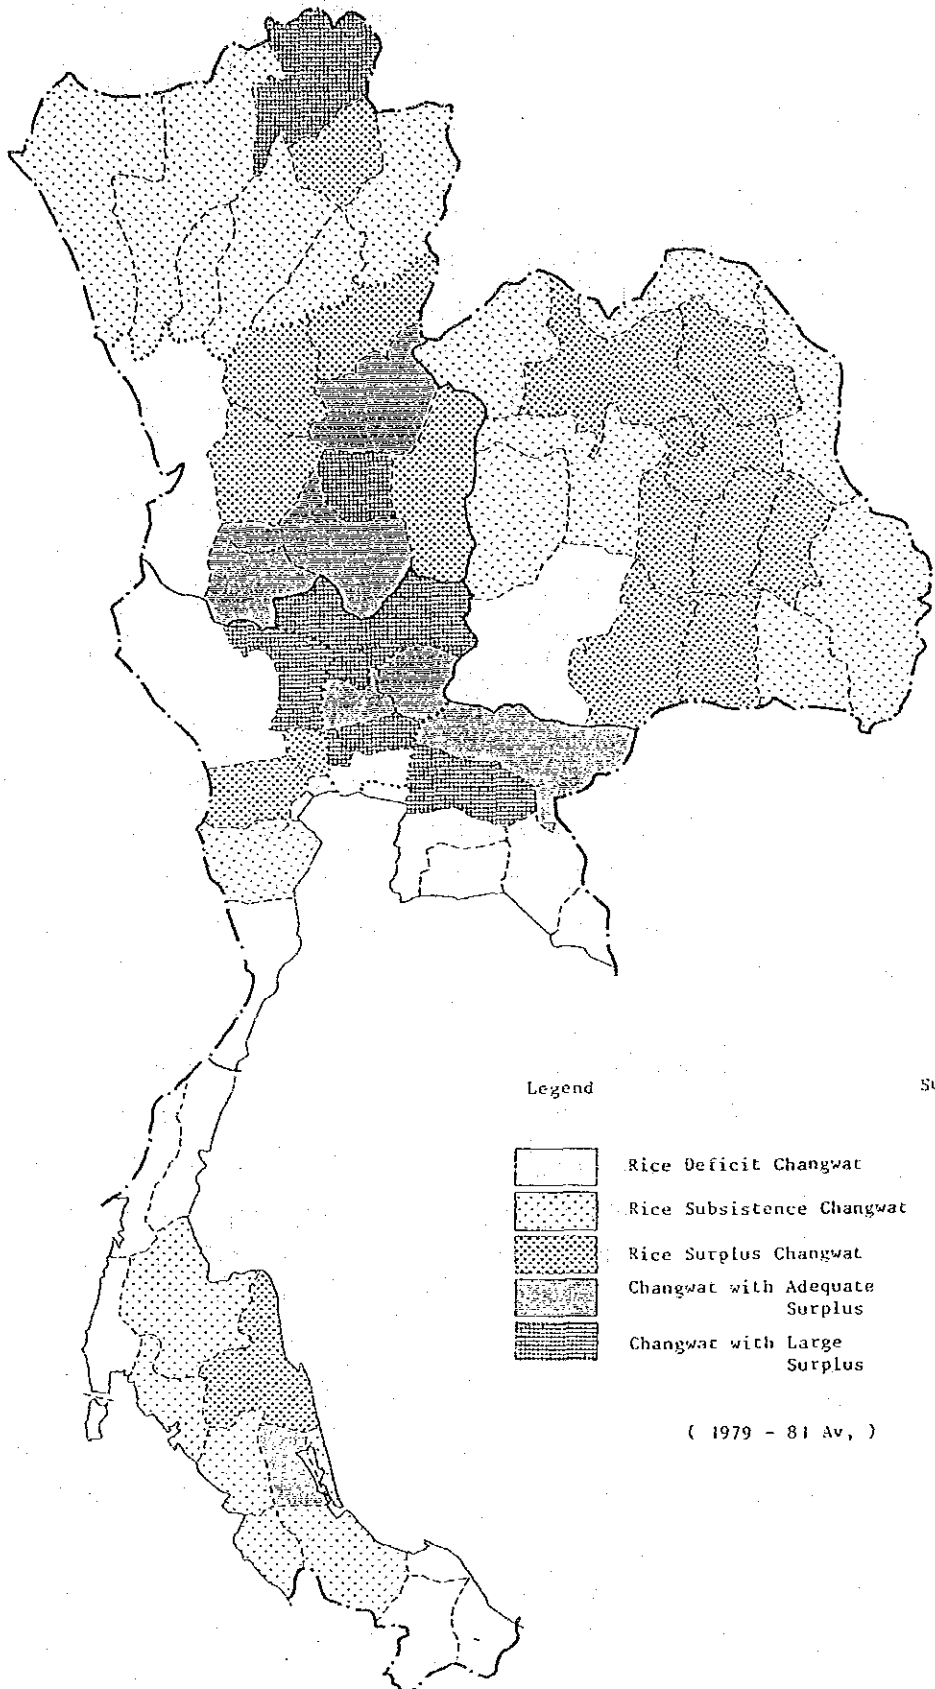 Legend
Rice Deficit Changwat
Rice Subsistence Changwat
Rice Surplus Changwat
Changwat with Adequate
Surplus
Changwat with Large
Surplus
( 1979 - 81 Av, )